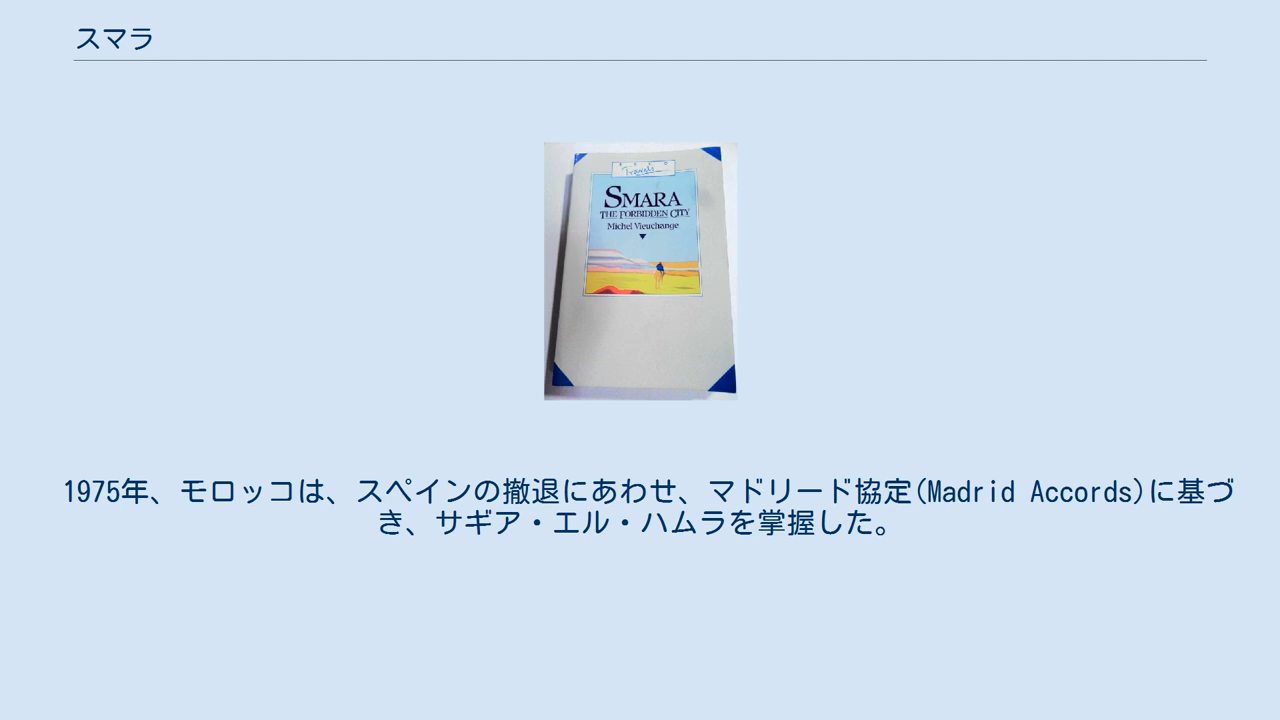 スマラ
Travels
SMARA
THE FORBIDDEN CITY
Michel Vieuchange
1975年、モロッコは、スペインの撤退にあわせ、マドリード協定(Madrid Accords)に基づ
き、サギア・エル・ハムラを掌握した。